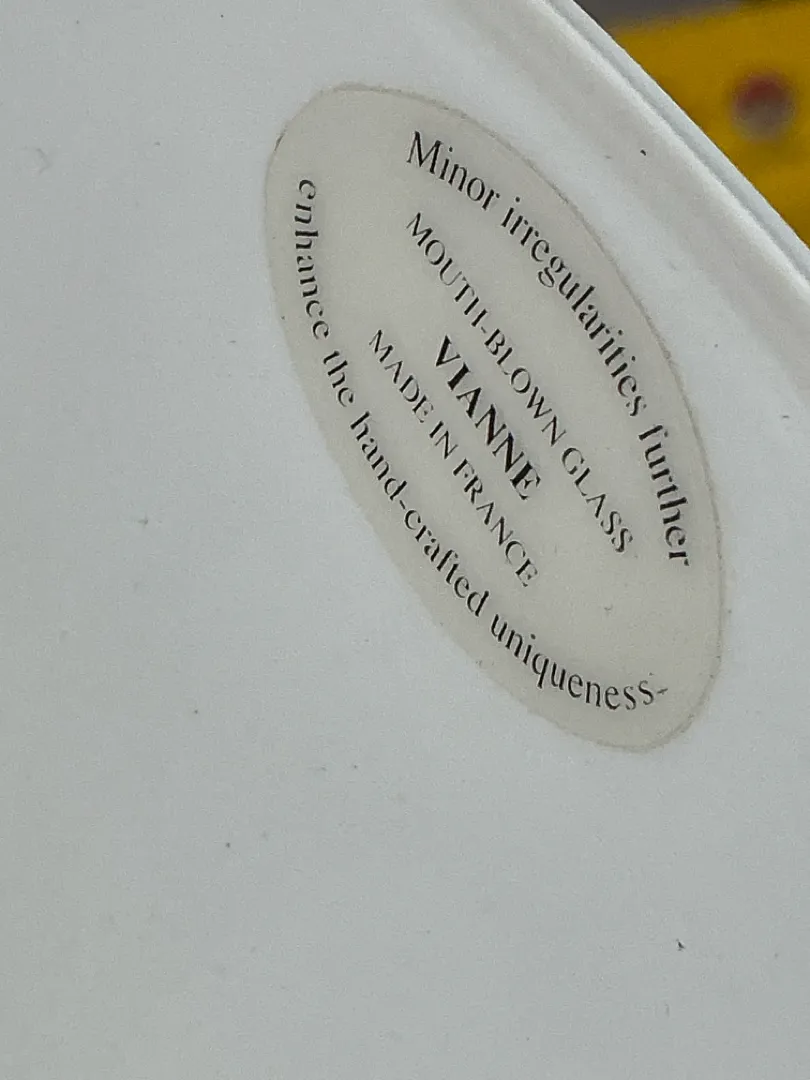 Minor irregularities further
MOUTH-BLOWN GLASS
VIANNE
MADE IN FRANCE
enhance the hand-crafted uniqueness-